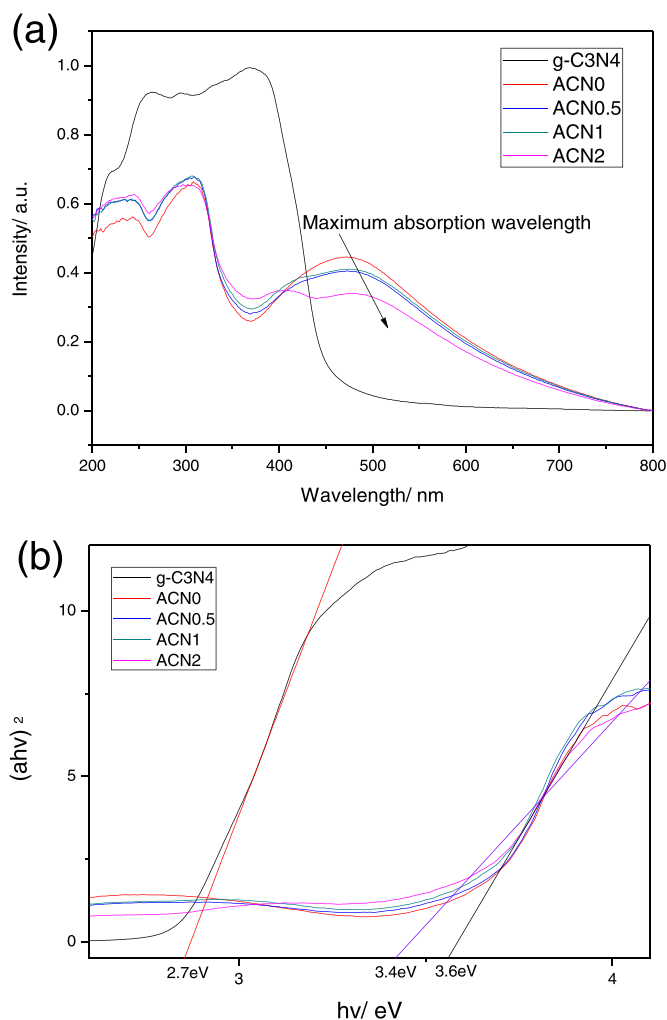 (a)
g-C3N4
ACN0
ACN0.5
ACN1
ACN2
Maximum absorption wavelength
Intensity/ a.u.
1.0
0.8
0.6
0.4
0.2
0.0
200 300 400 500 600 700 800
Wavelength/ nm
(b)
g-C3N4
ACN0
ACN0.5
ACN1
ACN2
(ahv) ²
10
5
0
2.7eV 3 3.4eV 3.6eV 4
hv/ eV